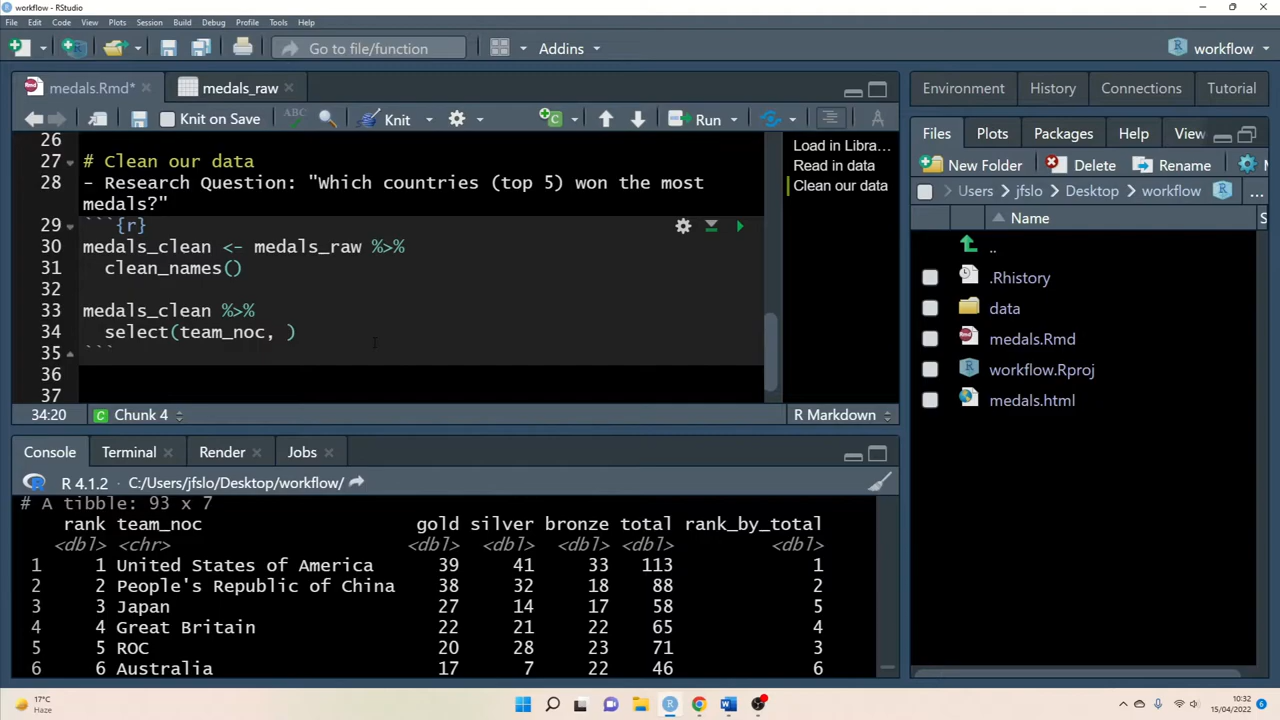 workflow - RStudio
File Edit Code View Plots Session Build Debug Profile Tools Help
Go to file/function
Addins
workflow
medals.Rmd*
medals_raw
Knit on Save
ABC
Knit
Run
26
27 # Clean our data
28 - Research Question: "Which countries (top 5) won the most
medals?"
29 ```{r}
30 medals_clean <- medals_raw %>%
31 clean_names()
32
33 medals_clean %>%
34 select(team_noc, )
35 ```
36
37
34:20
C Chunk 4
R Markdown
Load in Libra...
Read in data
Clean our data
Console Terminal Render Jobs
R 4.1.2 · C:/Users/jfslo/Desktop/workflow/
# A tibble: 93 x 7
rank team_noc gold silver bronze total rank_by_total
<dbl> <chr> <dbl> <dbl> <dbl> <dbl> <dbl>
1 1 United States of America 39 41 33 113 1
2 2 People's Republic of China 38 32 18 88 2
3 3 Japan 27 14 17 58 5
4 4 Great Britain 22 21 22 65 4
5 5 ROC 20 28 23 71 3
6 6 Australia 17 7 22 46 6
Environment History Connections Tutorial
Files Plots Packages Help View
New Folder Delete Rename
Users jfslo Desktop workflow ...
Name
..
.Rhistory
data
medals.Rmd
workflow.Rproj
medals.html
17°C
Haze
10:32
15/04/2022
6